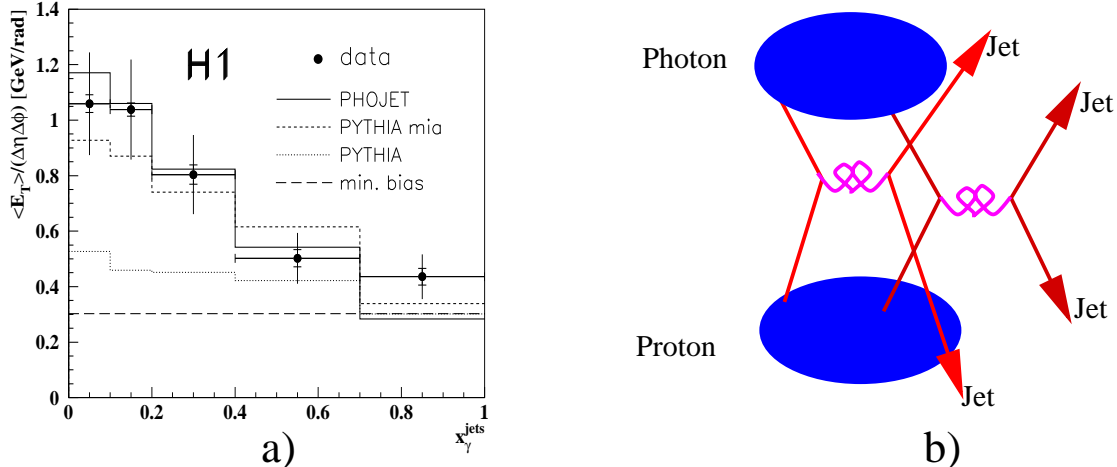 <E_T>/(ΔηΔϕ) [GeV/rad]
1.4
1.2
1
0.8
0.6
0.4
0.2
0
H1
data
PHOJET
PYTHIA mia
PYTHIA
min. bias
0 0.2 0.4 0.6 0.8 1
x_γ^jets
a)
Photon
Jet
Jet
Proton
Jet
Jet
b)